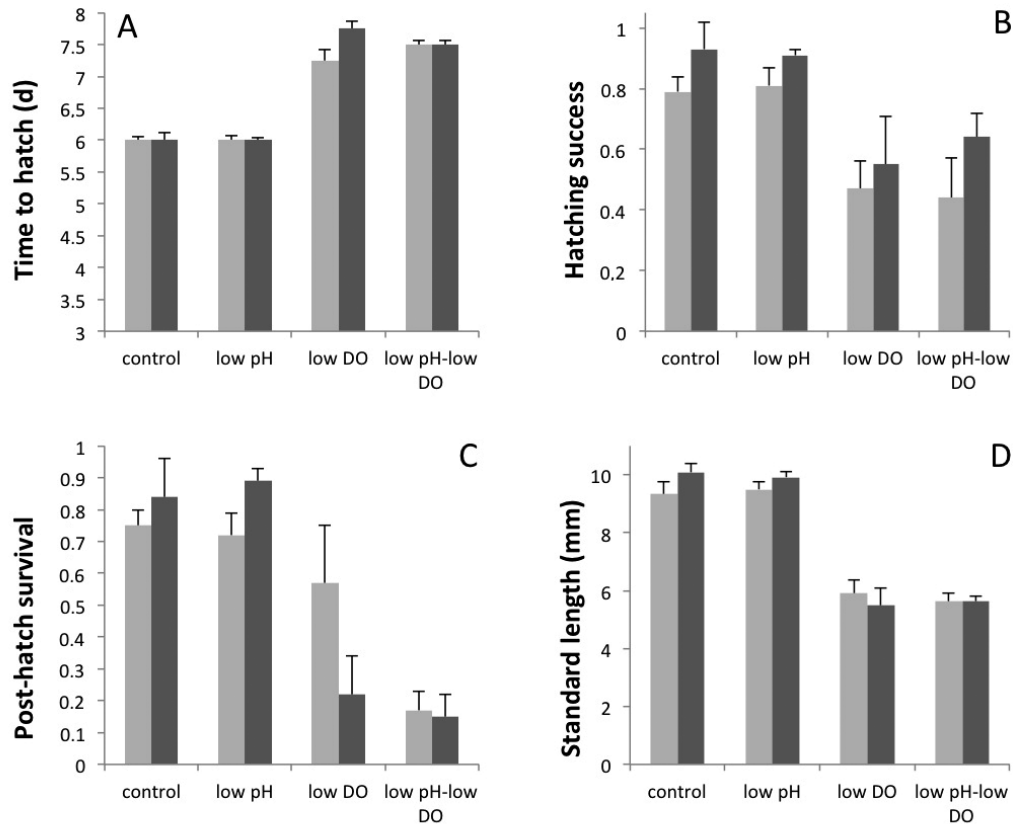 A
Time to hatch (d)
8
7.5
7
6.5
6
5.5
5
4.5
4
3.5
3
control low pH low DO low pH-low
DO
B
Hatching success
1
0.8
0.6
0.4
0.2
0
control low pH low DO low pH-low
DO
C
Post-hatch survival
1
0.9
0.8
0.7
0.6
0.5
0.4
0.3
0.2
0.1
0
control low pH low DO low pH-low
DO
D
Standard length (mm)
10
8
6
4
2
0
control low pH low DO low pH-low
DO